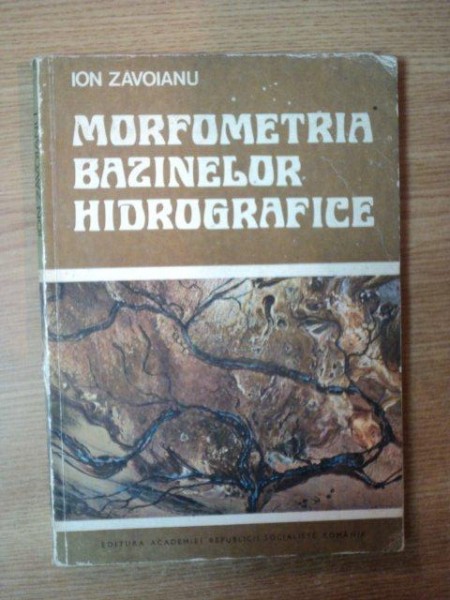 ION ZAVOIANU
MORFOMETRIA
BAZINELOR
HIDROGRAFICE
EDITURA ACADEMIEI REPUBLICII SOCIALISTE ROMÂNIA